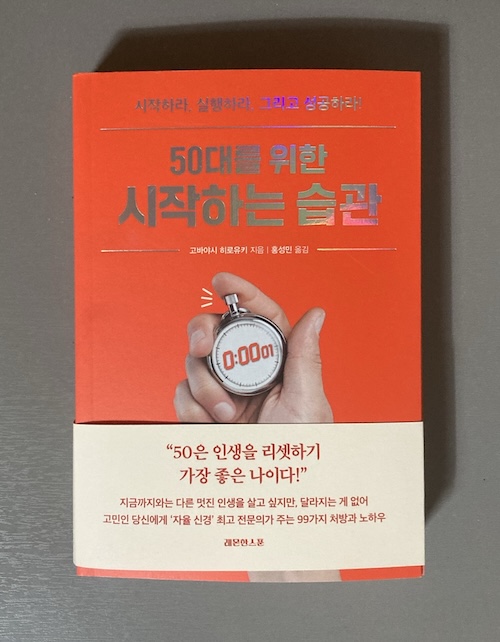 시작하라, 실행하라, 그리고 성공하라!
50대를 위한
시작하는 습관
고바야시 히로유키 지음 | 홍성민 옮김
0:0001
“50은 인생을 리셋하기
가장 좋은 나이다!”
지금까지와는 다른 멋진 인생을 살고 싶지만, 달라지는 게 없어
고민인 당신에게 ‘자율 신경’ 최고 전문의가 주는 99가지 처방과 노하우
레몬한스푼